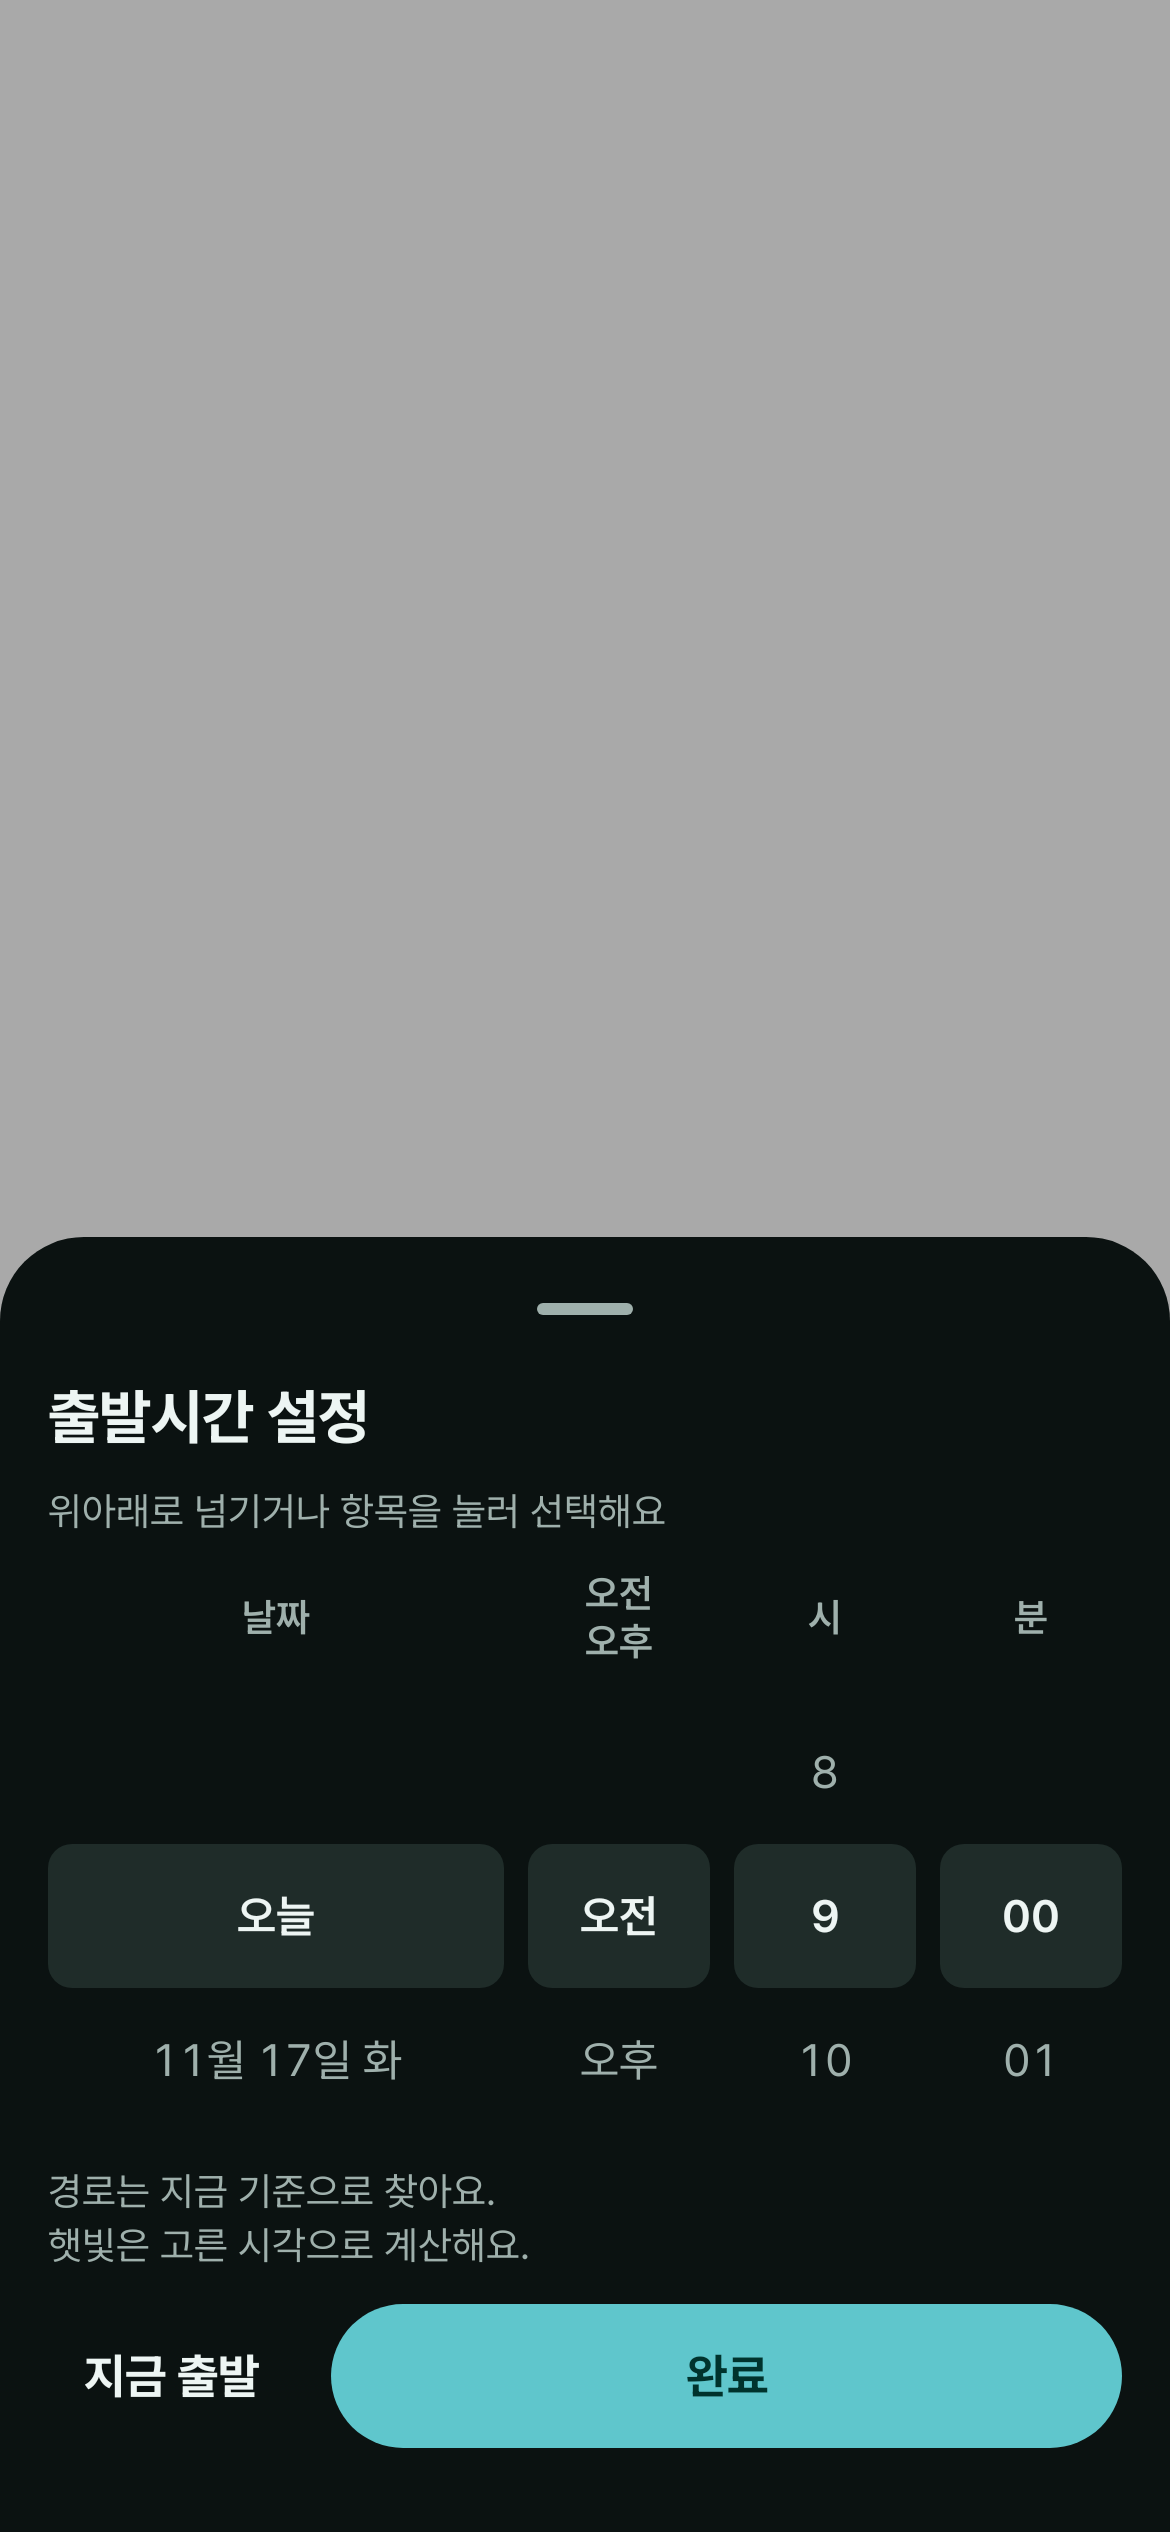 출발시간 설정
위아래로 넘기거나 항목을 눌러 선택해요
날짜 오전 오후 시 분
8
오늘 오전 9 00
11월 17일 화 오후 10 01
경로는 지금 기준으로 찾아요.
햇빛은 고른 시각으로 계산해요.
지금 출발 완료